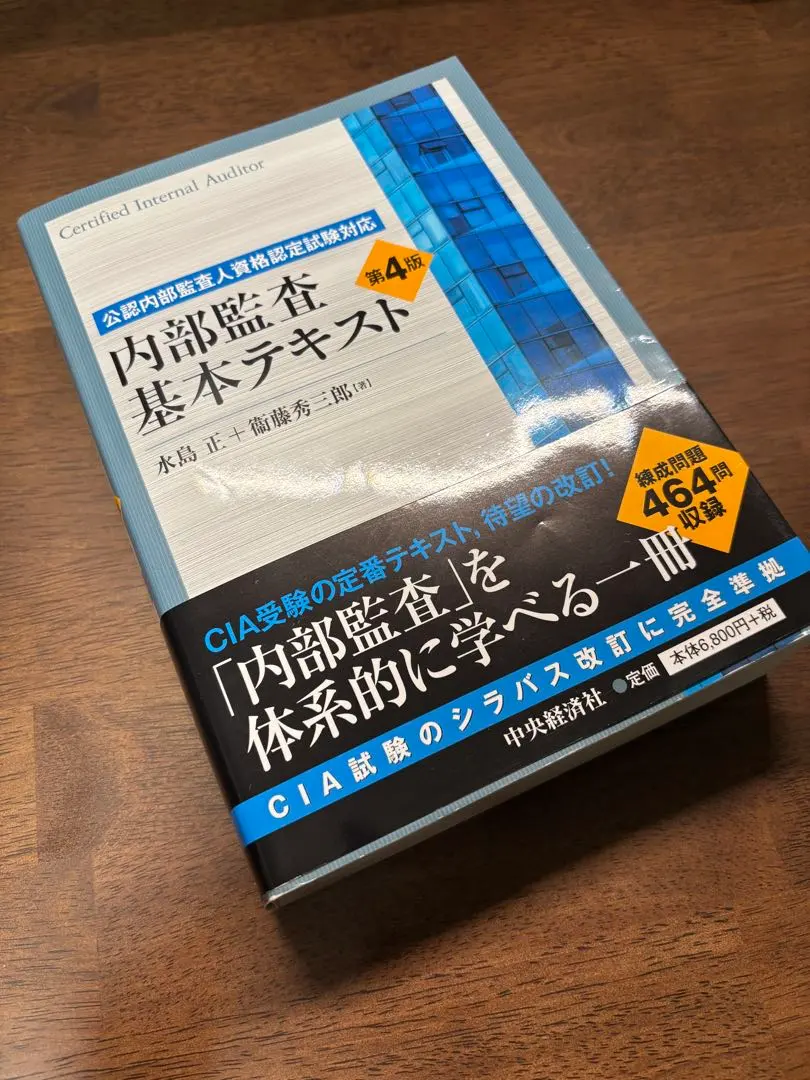 Certified Internal Auditor
公認内部監査人資格認定試験対応
内部監査
基本テキスト
第4版
水島 正+衞藤秀三郎[著]
CIA受験の定番テキスト,待望の改訂!
「内部監査」を
体系的に学べる一冊
練成問題
464問
収録
CIA試験のシラバス改訂に完全準拠
中央経済社 ●定価 本体6,800円+税